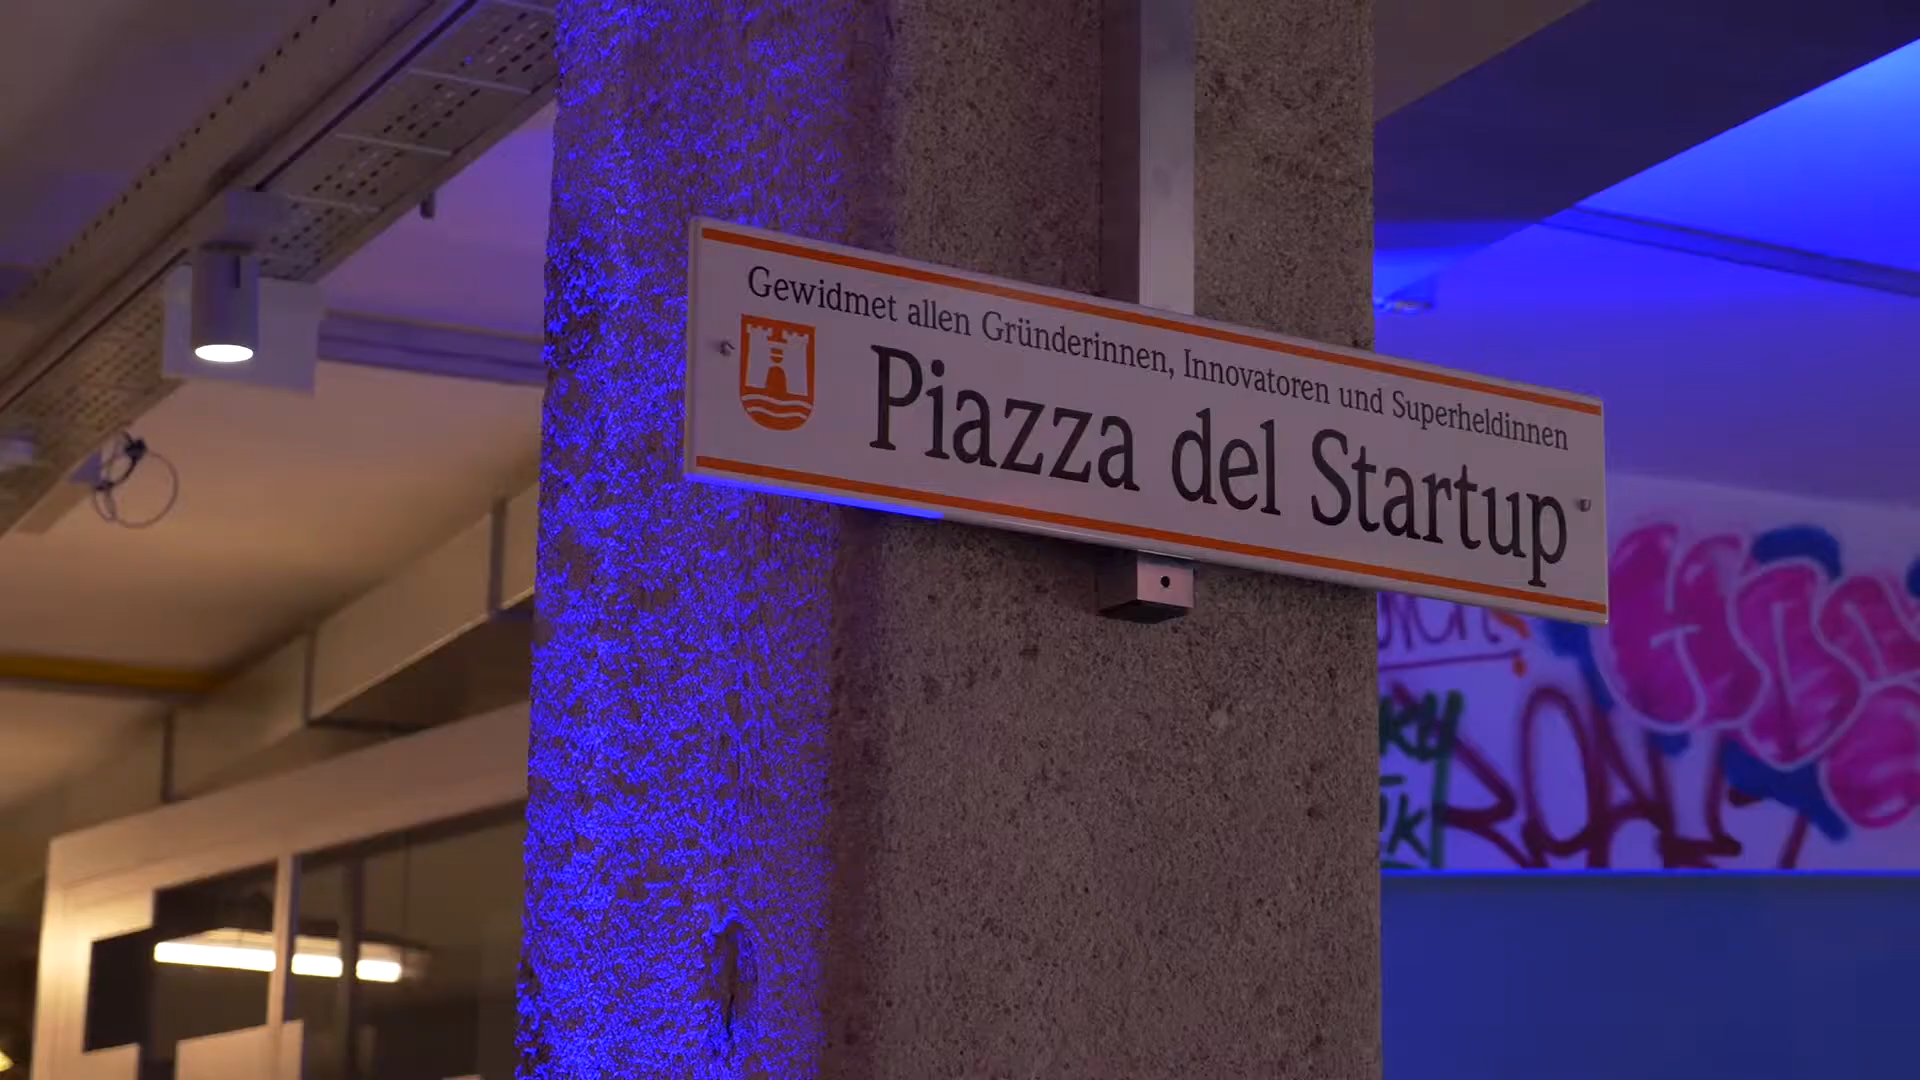 Gewidmet allen Gründerinnen, Innovatoren und Superheldinnen
Piazza del Startup